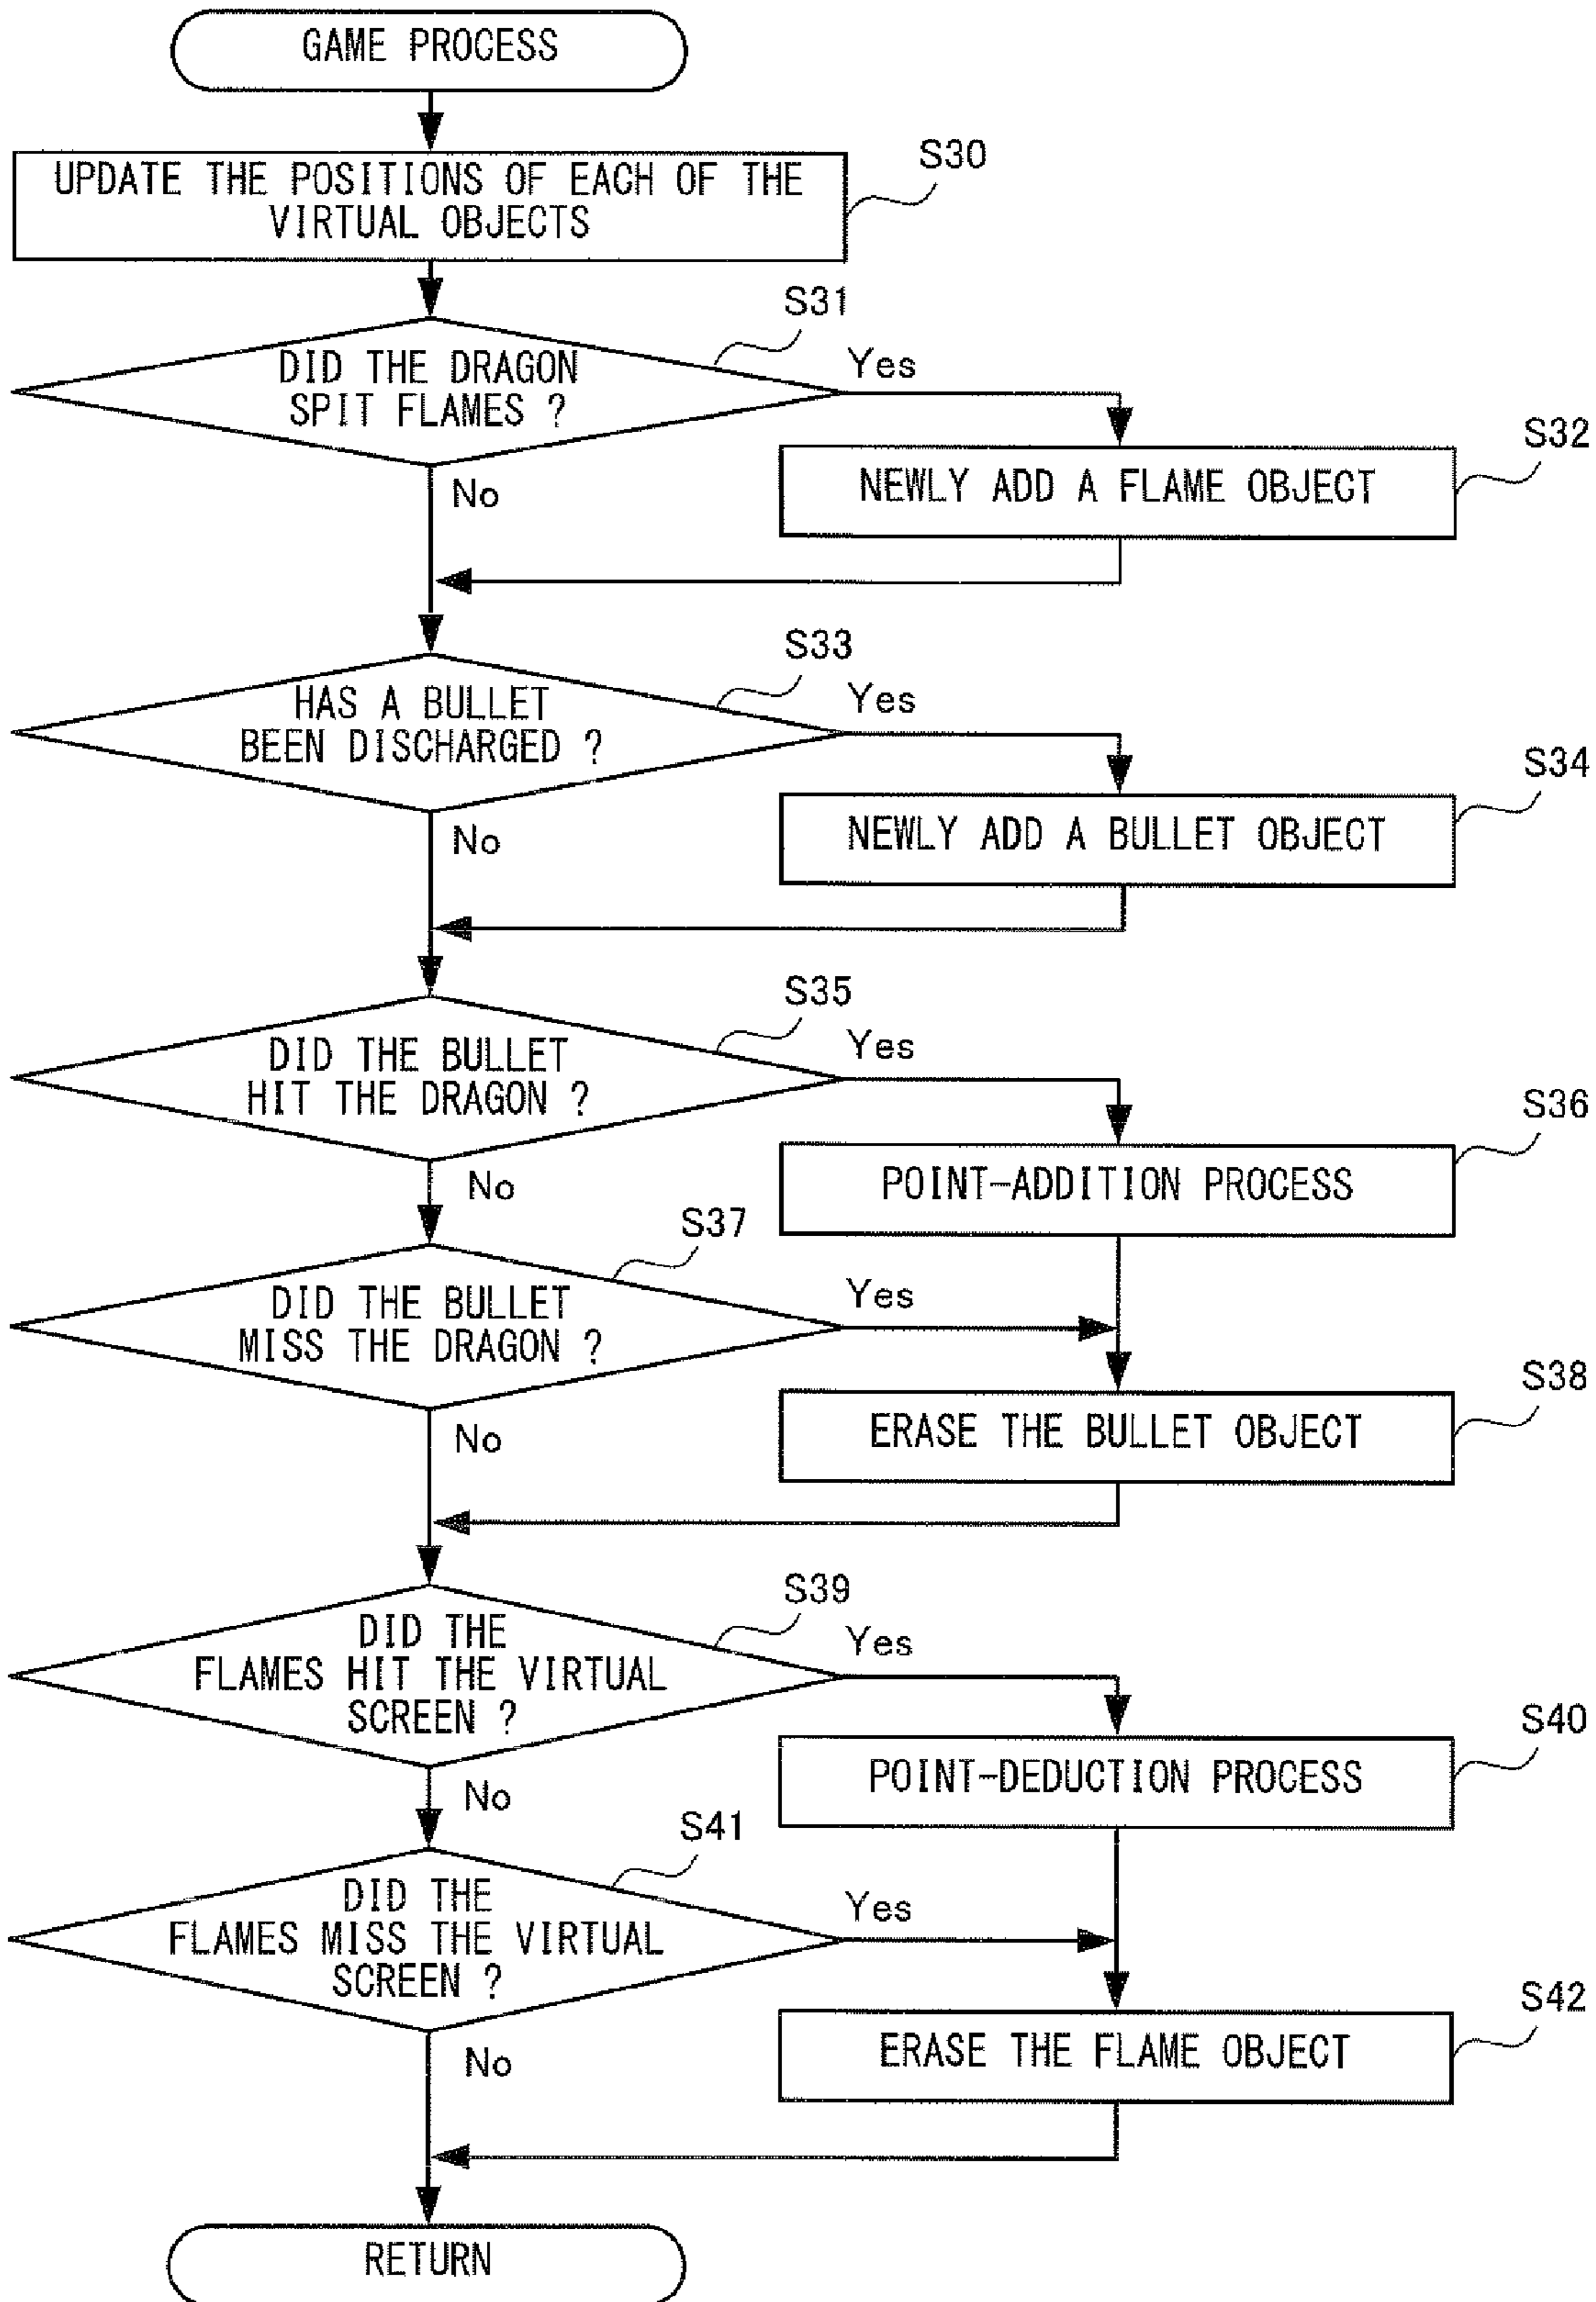 GAME PROCESS
S30
UPDATE THE POSITIONS OF EACH OF THE
VIRTUAL OBJECTS
S31
DID THE DRAGON
SPIT FLAMES ?
Yes
No
S32
NEWLY ADD A FLAME OBJECT
S33
HAS A BULLET
BEEN DISCHARGED ?
Yes
No
S34
NEWLY ADD A BULLET OBJECT
S35
DID THE BULLET
HIT THE DRAGON ?
Yes
No
S36
POINT-ADDITION PROCESS
S37
DID THE BULLET
MISS THE DRAGON ?
Yes
No
S38
ERASE THE BULLET OBJECT
S39
DID THE
FLAMES HIT THE VIRTUAL
SCREEN ?
Yes
No
S40
POINT-DEDUCTION PROCESS
S41
DID THE
FLAMES MISS THE VIRTUAL
SCREEN ?
Yes
No
S42
ERASE THE FLAME OBJECT
RETURN